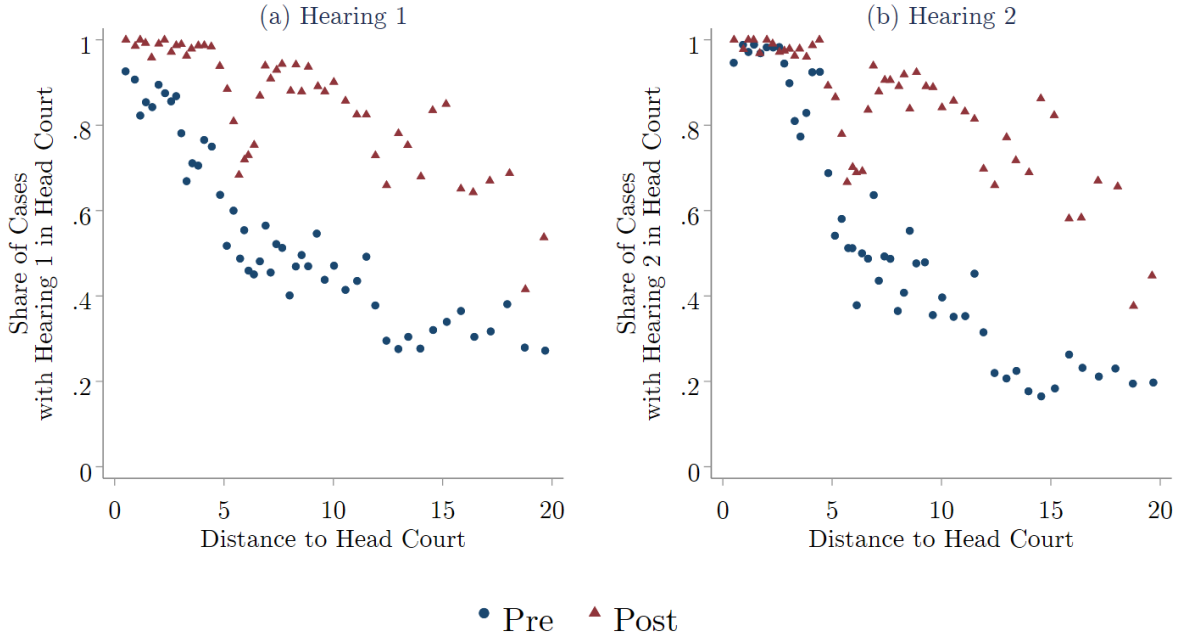 (a) Hearing 1
1
.8
.6
.4
.2
0
Share of Cases
with Hearing 1 in Head Court
0 5 10 15 20
Distance to Head Court
(b) Hearing 2
1
.8
.6
.4
.2
0
Share of Cases
with Hearing 2 in Head Court
0 5 10 15 20
Distance to Head Court
Pre Post